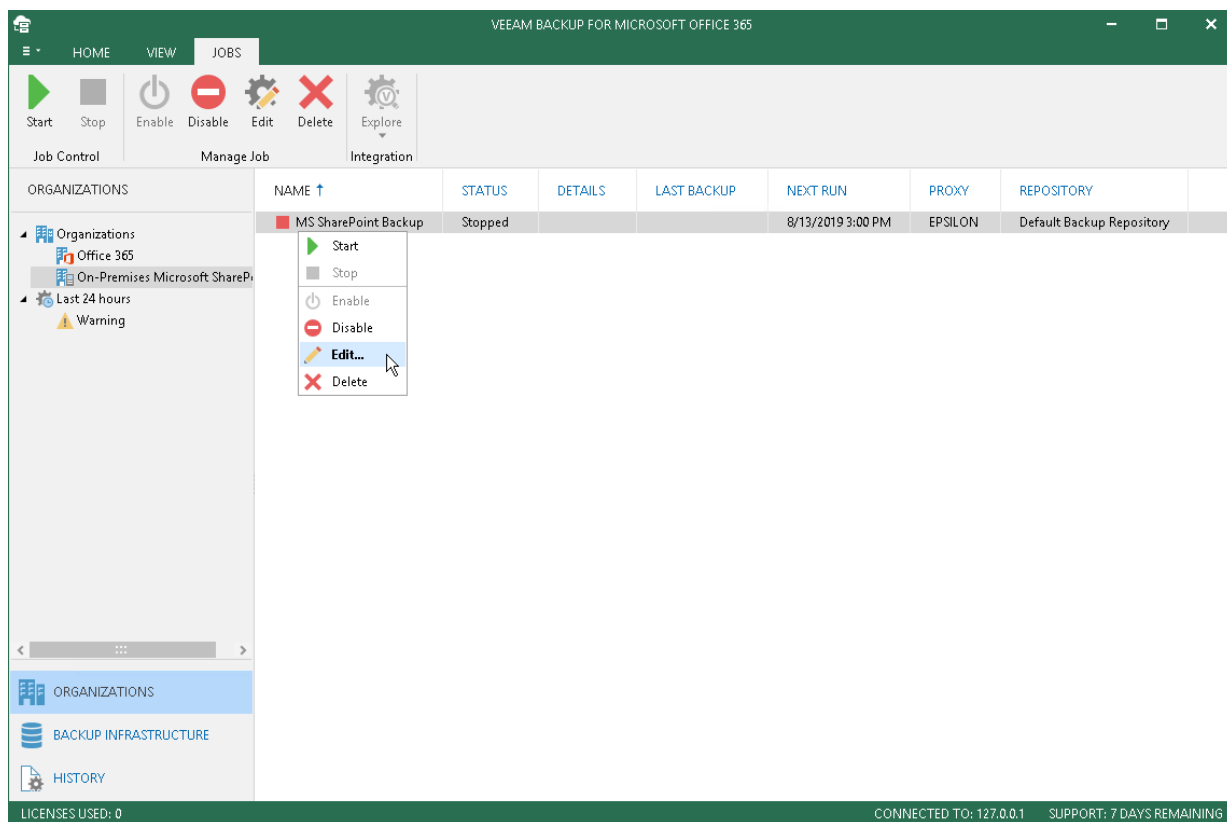 VEEAM BACKUP FOR MICROSOFT OFFICE 365
HOME VIEW JOBS
Start Stop Enable Disable Edit Delete Explore
Job Control Manage Job Integration
ORGANIZATIONS
Organizations
Office 365
On-Premises Microsoft ShareP
Last 24 hours
Warning
NAME STATUS DETAILS LAST BACKUP NEXT RUN PROXY REPOSITORY
MS SharePoint Backup Stopped 8/13/2019 3:00 PM EPSILON Default Backup Repository
Start
Stop
Enable
Disable
Edit...
Delete
ORGANIZATIONS
BACKUP INFRASTRUCTURE
HISTORY
LICENSES USED: 0 CONNECTED TO: 127.0.0.1 SUPPORT: 7 DAYS REMAINING